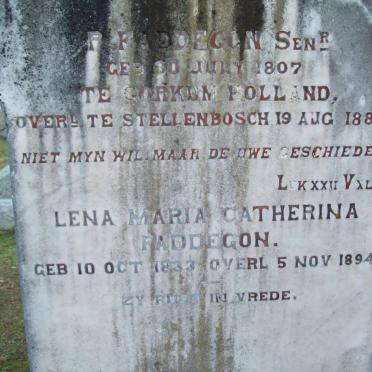 P. FADDEGON SENR
GEB 30 JULY 1807
TE GORKUM HOLLAND,
OVERL TE STELLENBOSCH 19 AUG 188
NIET MYN WIL MAAR DE UWE GESCHIEDE
LUK XXII V XL
LENA MARIA CATHERINA
FADDEGON.
GEB 10 OCT 1833 OVERL 5 NOV 1894
ZY RUST IN VREDE.